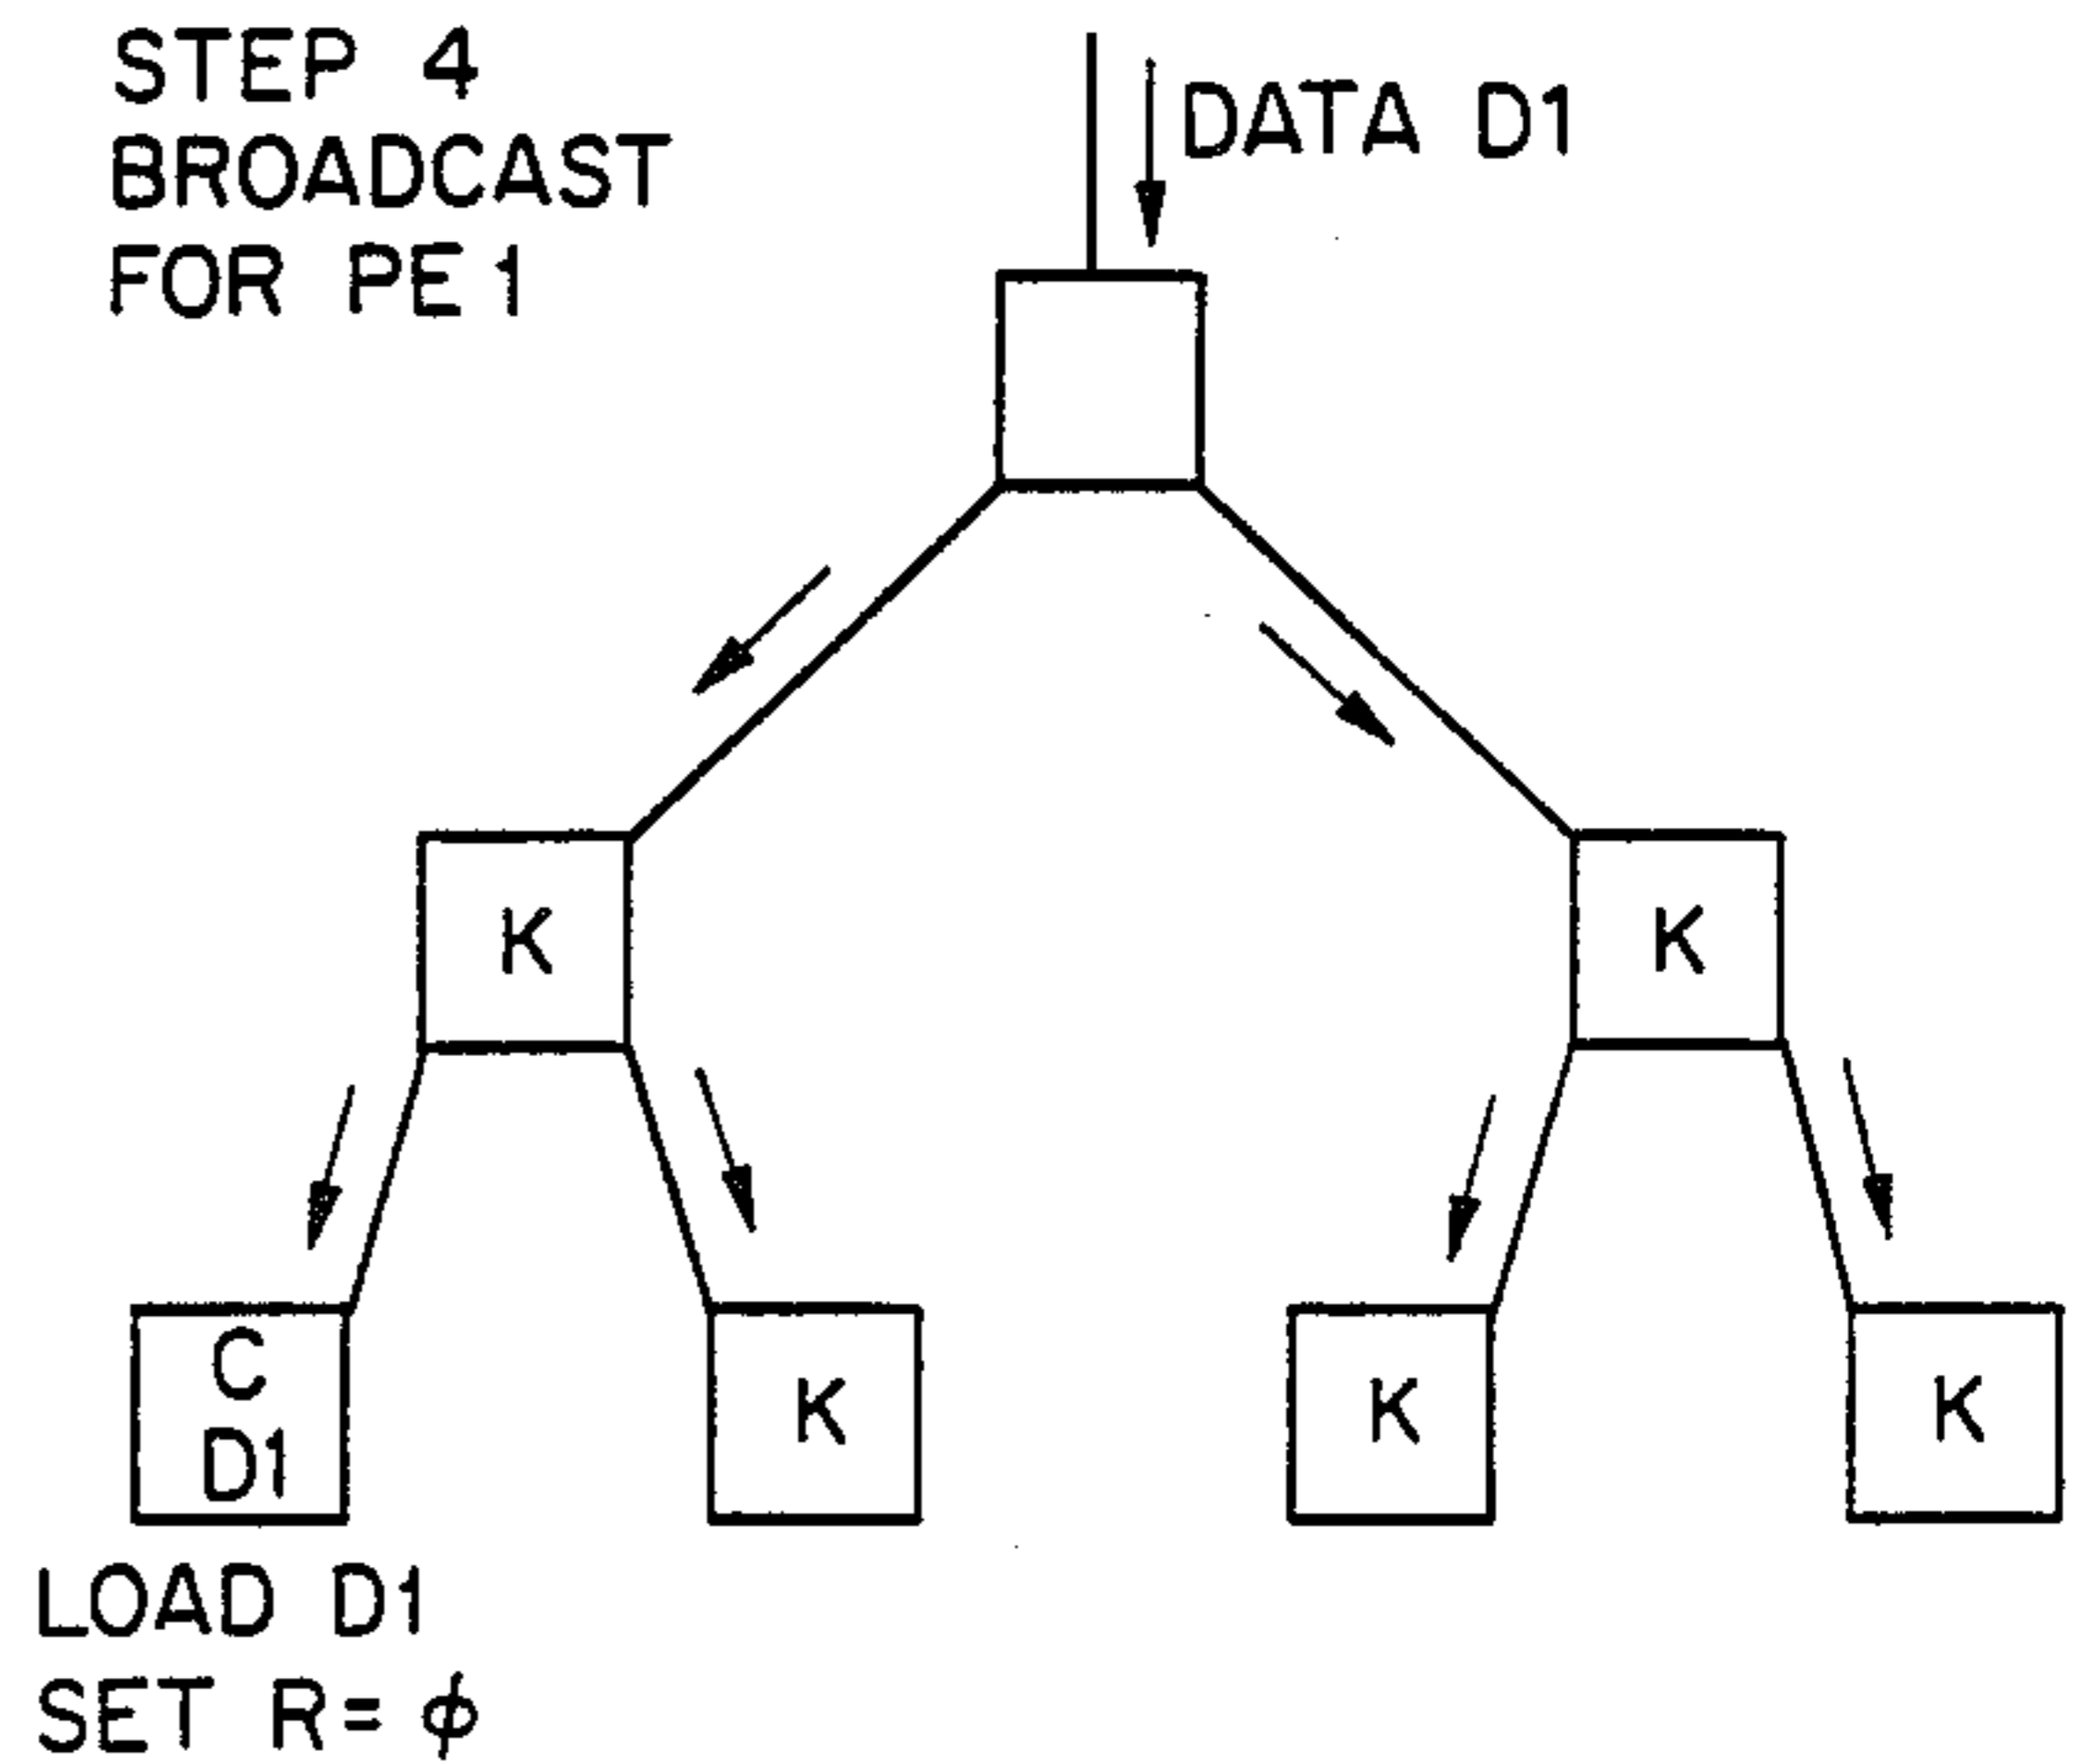 STEP 4
BROADCAST
FOR PE 1
DATA D1
K
K
C
D1
K
K
K
LOAD D1
SET R= ϕ